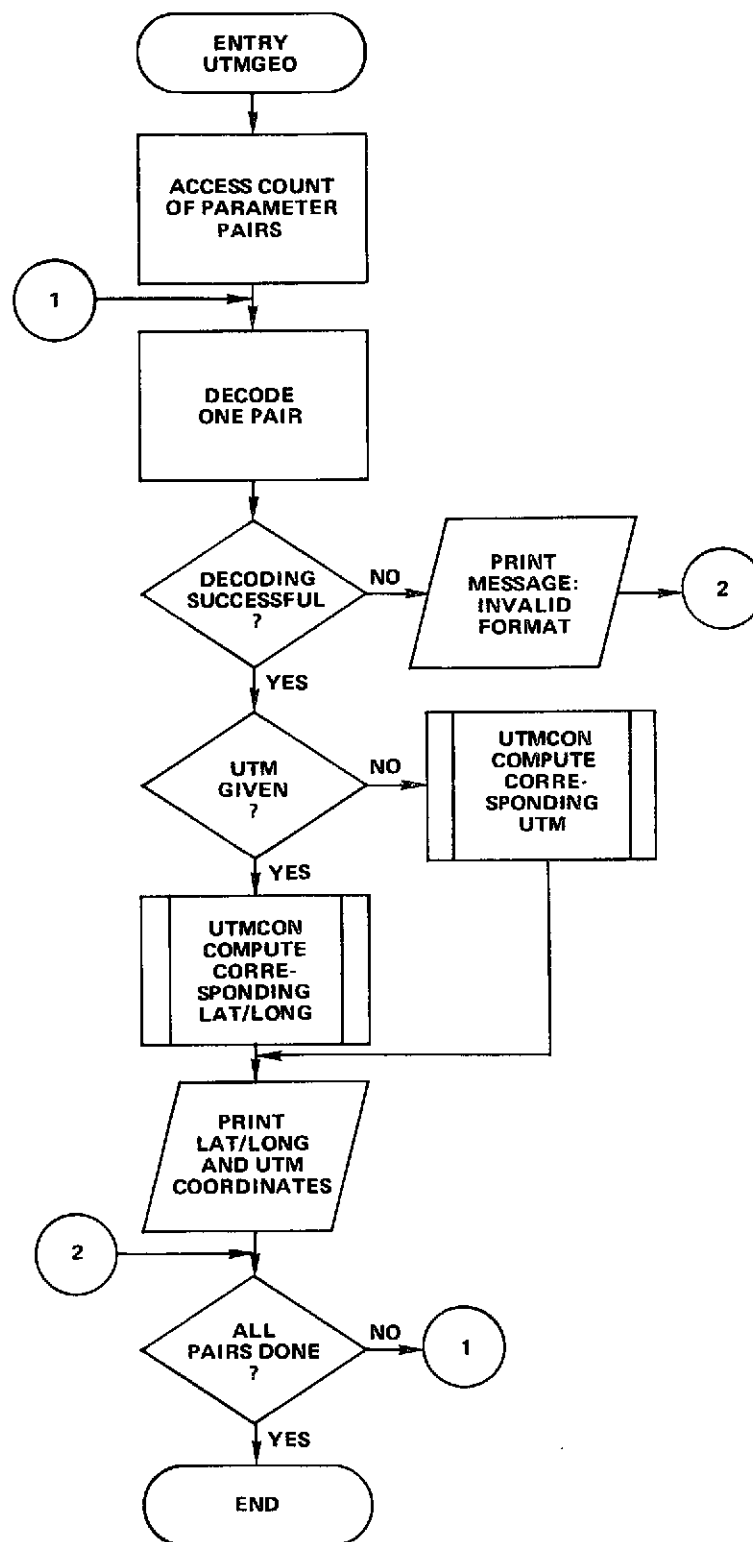 ENTRY
UTMGEO
ACCESS COUNT
OF PARAMETER
PAIRS
1
DECODE
ONE PAIR
DECODING
SUCCESSFUL
?
NO
PRINT
MESSAGE:
INVALID
FORMAT
2
YES
UTM
GIVEN
?
NO
UTMCON
COMPUTE
CORRE-
SPONDING
UTM
YES
UTMCON
COMPUTE
CORRE-
SPONDING
LAT/LONG
PRINT
LAT/LONG
AND UTM
COORDINATES
2
ALL
PAIRS DONE
?
NO
1
YES
END